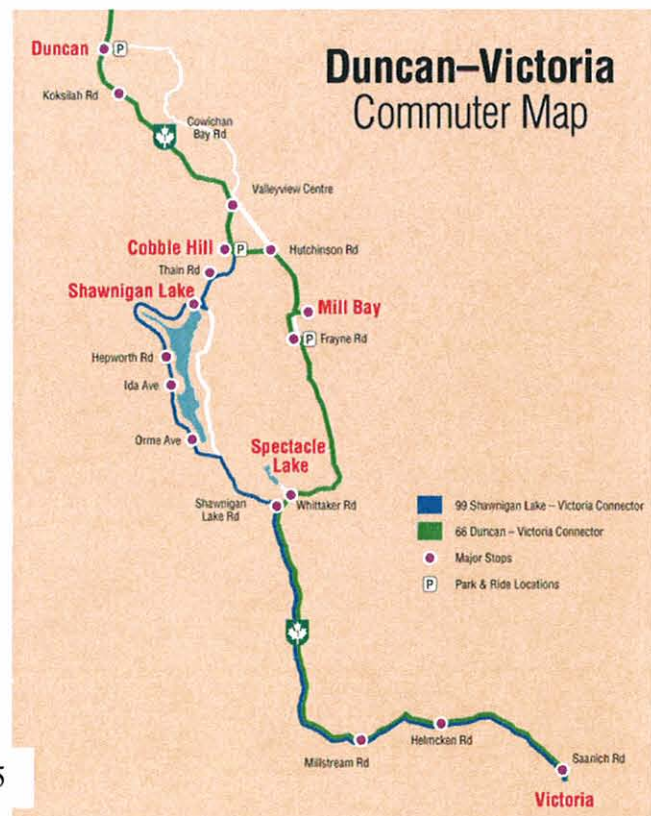 Duncan–Victoria
Commuter Map
Duncan
P
Koksilah Rd
Cowichan
Bay Rd
Valleyview Centre
Cobble Hill
P
Hutchinson Rd
Thain Rd
Shawnigan Lake
Mill Bay
P
Frayne Rd
Hepworth Rd
Ida Ave
Orme Ave
Spectacle
Lake
Shawnigan
Lake Rd
Whittaker Rd
99 Shawnigan Lake – Victoria Connector
66 Duncan – Victoria Connector
Major Stops
P
Park & Ride Locations
Millstream Rd
Helmcken Rd
Saanich Rd
Victoria
5